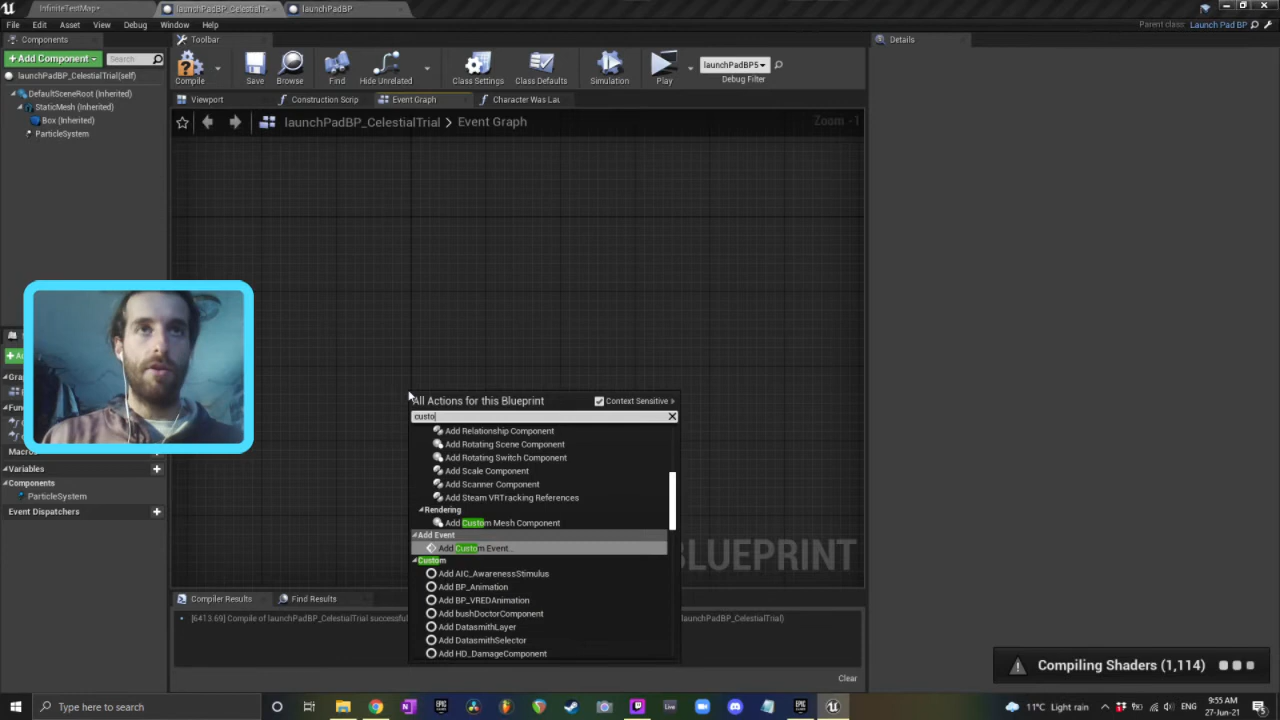 InfiniteTestMap*
launchPadBP_CelestialT*
launchPadBP
File Edit Asset View Debug Window Help
Parent class: Launch Pad BP
Components
Toolbar
Details
+Add Component
Search
launchPadBP_CelestialTrial(self)
DefaultSceneRoot (Inherited)
StaticMesh (Inherited)
Box (Inherited)
ParticleSystem
Compile
Save
Browse
Find
Hide Unrelated
Class Settings
Class Defaults
Simulation
Play
launchPadBP5
Debug Filter
Viewport
Construction Scrip
Event Graph
Character Was Lau
launchPadBP_CelestialTrial > Event Graph
Zoom -1
All Actions for this Blueprint
Context Sensitive
custo
Add Relationship Component
Add Rotating Scene Component
Add Rotating Switch Component
Add Scale Component
Add Scanner Component
Add Steam VRTracking References
Rendering
Add Custom Mesh Component
Add Event
Add Custom Event...
Custom
Add AIC_AwarenessStimulus
Add BP_Animation
Add BP_VREDAnimation
Add bushDoctorComponent
Add DatasmithLayer
Add DatasmithSelector
Add HD_DamageComponent
BLUEPRINT
Variables
Components
ParticleSystem
Event Dispatchers
Compiler Results
Find Results
[6413.69] Compile of launchPadBP_CelestialTrial successful
launchPadBP_CelestialTrial)
Clear
Compiling Shaders (1,114)
Type here to search
11°C Light rain
9:55 AM
27-Jun-21